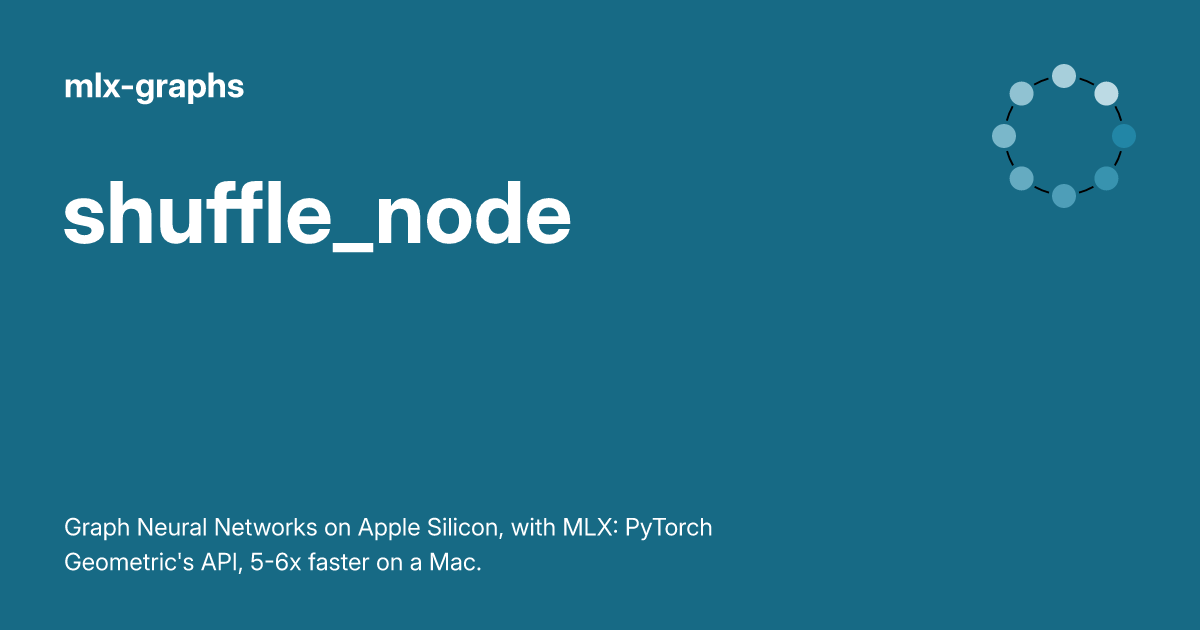 mlx-graphs
shuffle_node
Graph Neural Networks on Apple Silicon, with MLX: PyTorch
Geometric's API, 5-6x faster on a Mac.